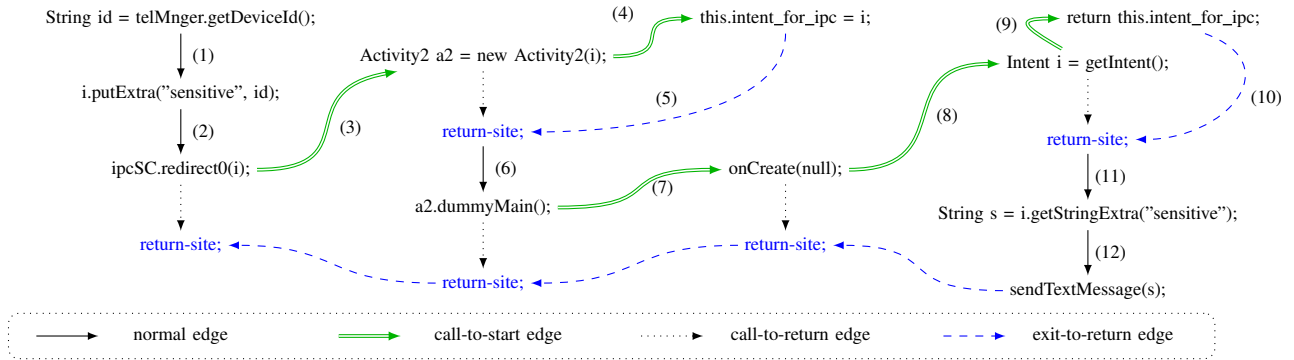 String id = telMnger.getDeviceId();
(1)
i.putExtra(”sensitive”, id);
(2)
ipcSC.redirect0(i);
return-site;
(3)
Activity2 a2 = new Activity2(i);
(4)
this.intent_for_ipc = i;
(5)
return-site;
(6)
a2.dummyMain();
return-site;
(7)
onCreate(null);
return-site;
(8)
Intent i = getIntent();
(9)
return this.intent_for_ipc;
(10)
return-site;
(11)
String s = i.getStringExtra(”sensitive”);
(12)
sendTextMessage(s);
normal edge
call-to-start edge
call-to-return edge
exit-to-return edge